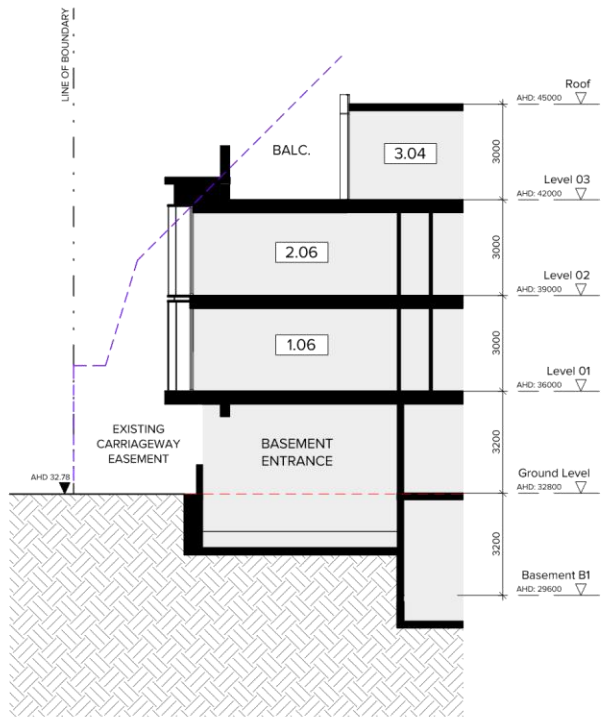 LINE OF BOUNDARY
Roof
AHD: 45000
BALC.
3.04
3000
Level 03
AHD: 42000
2.06
3000
Level 02
AHD: 39000
1.06
3000
Level 01
AHD: 36000
EXISTING
CARRIAGEWAY
EASEMENT
BASEMENT
ENTRANCE
3200
AHD 32.78
Ground Level
AHD: 32800
3200
Basement B1
AHD: 29600